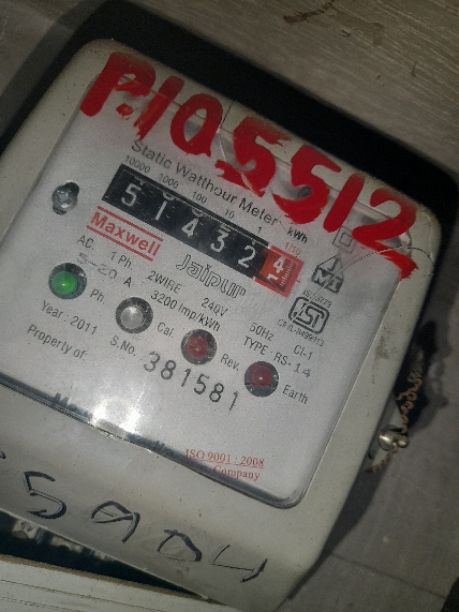 P105512
Static Watthour Meter
10000 1000 100 10 1 1/10 kWh
5 1 4 3 2 4
Maxwell Jaipur
AC. 1 Ph. 2WIRE 240V 50Hz Cl-1
5-20 A 3200 Imp/kWh TYPE - RS-14
Ph. Cal. Rev. Earth
Year : 2011 S.No. 381581
Property of:
ISO 9001 : 2008
Company